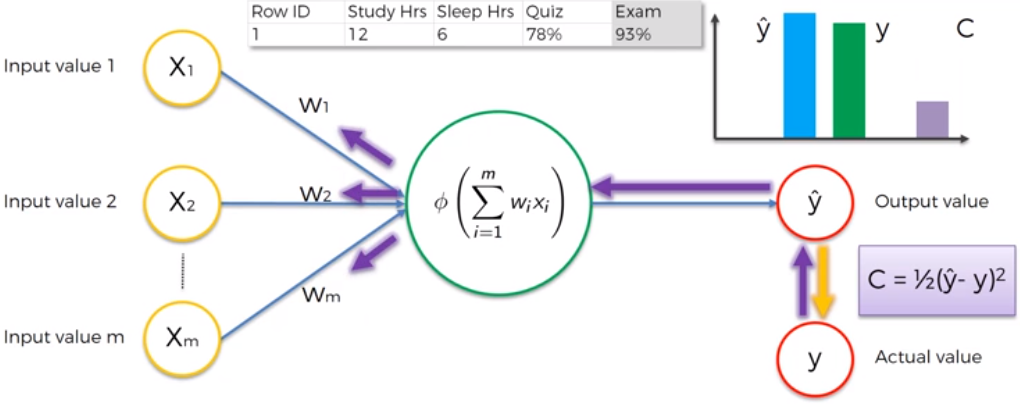 Row ID Study Hrs Sleep Hrs Quiz Exam
1 12 6 78% 93%
ŷ y C
Input value 1 X1
W1
Input value 2 X2 W2 ϕ(∑ᵢ₌₁ᵐ wᵢxᵢ) ŷ Output value
C = ½(ŷ- y)²
Wm
Input value m Xm
y Actual value